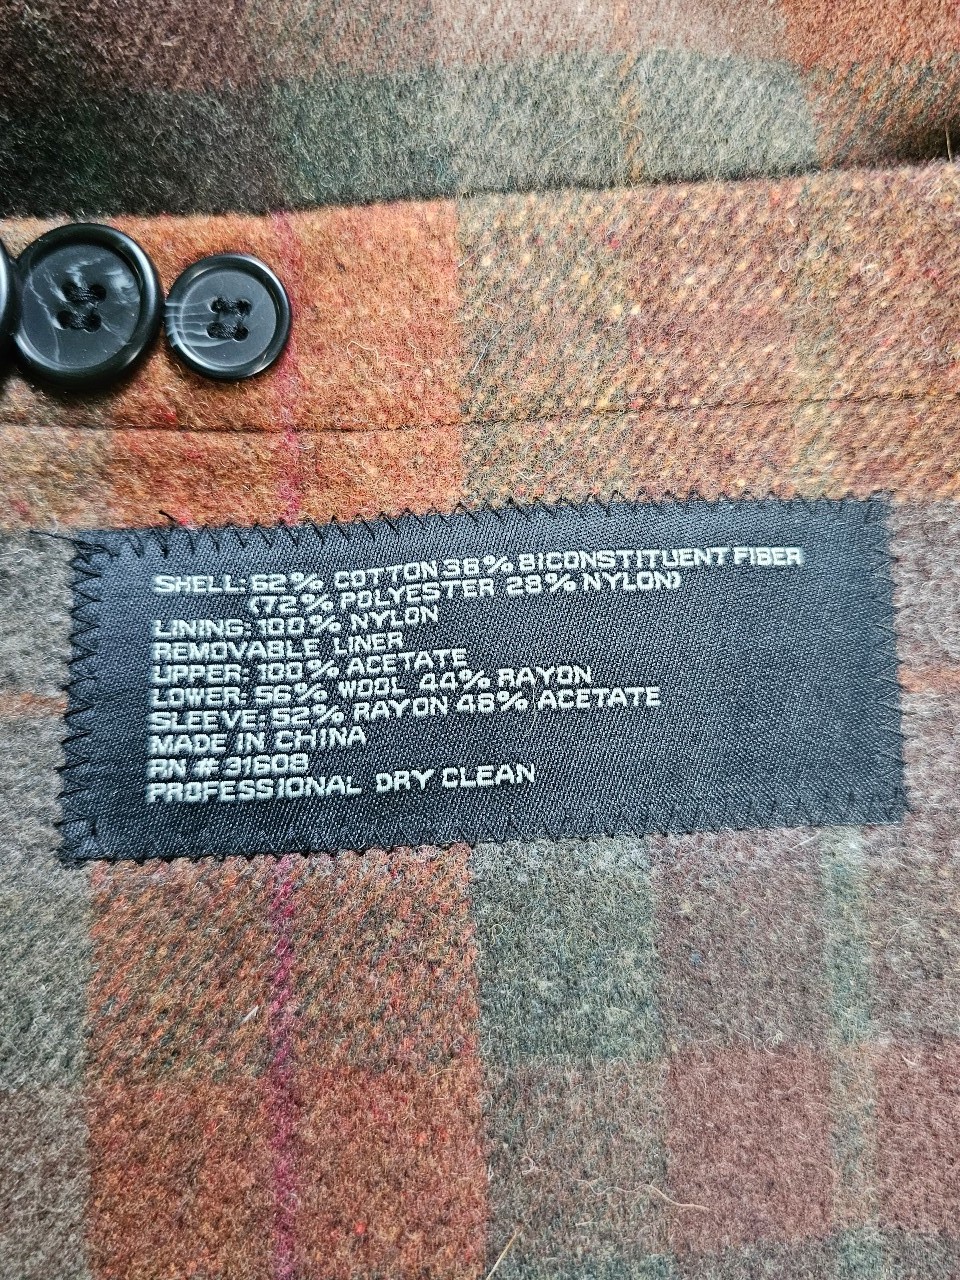 SHELL: 62% COTTON 38% BICONSTITUENT FIBER
(72% POLYESTER 28% NYLON)
LINING: 100% NYLON
REMOVABLE LINER
UPPER: 100% ACETATE
LOWER: 56% WOOL 44% RAYON
SLEEVE: 52% RAYON 48% ACETATE
MADE IN CHINA
RN # 31608
PROFESSIONAL DRY CLEAN